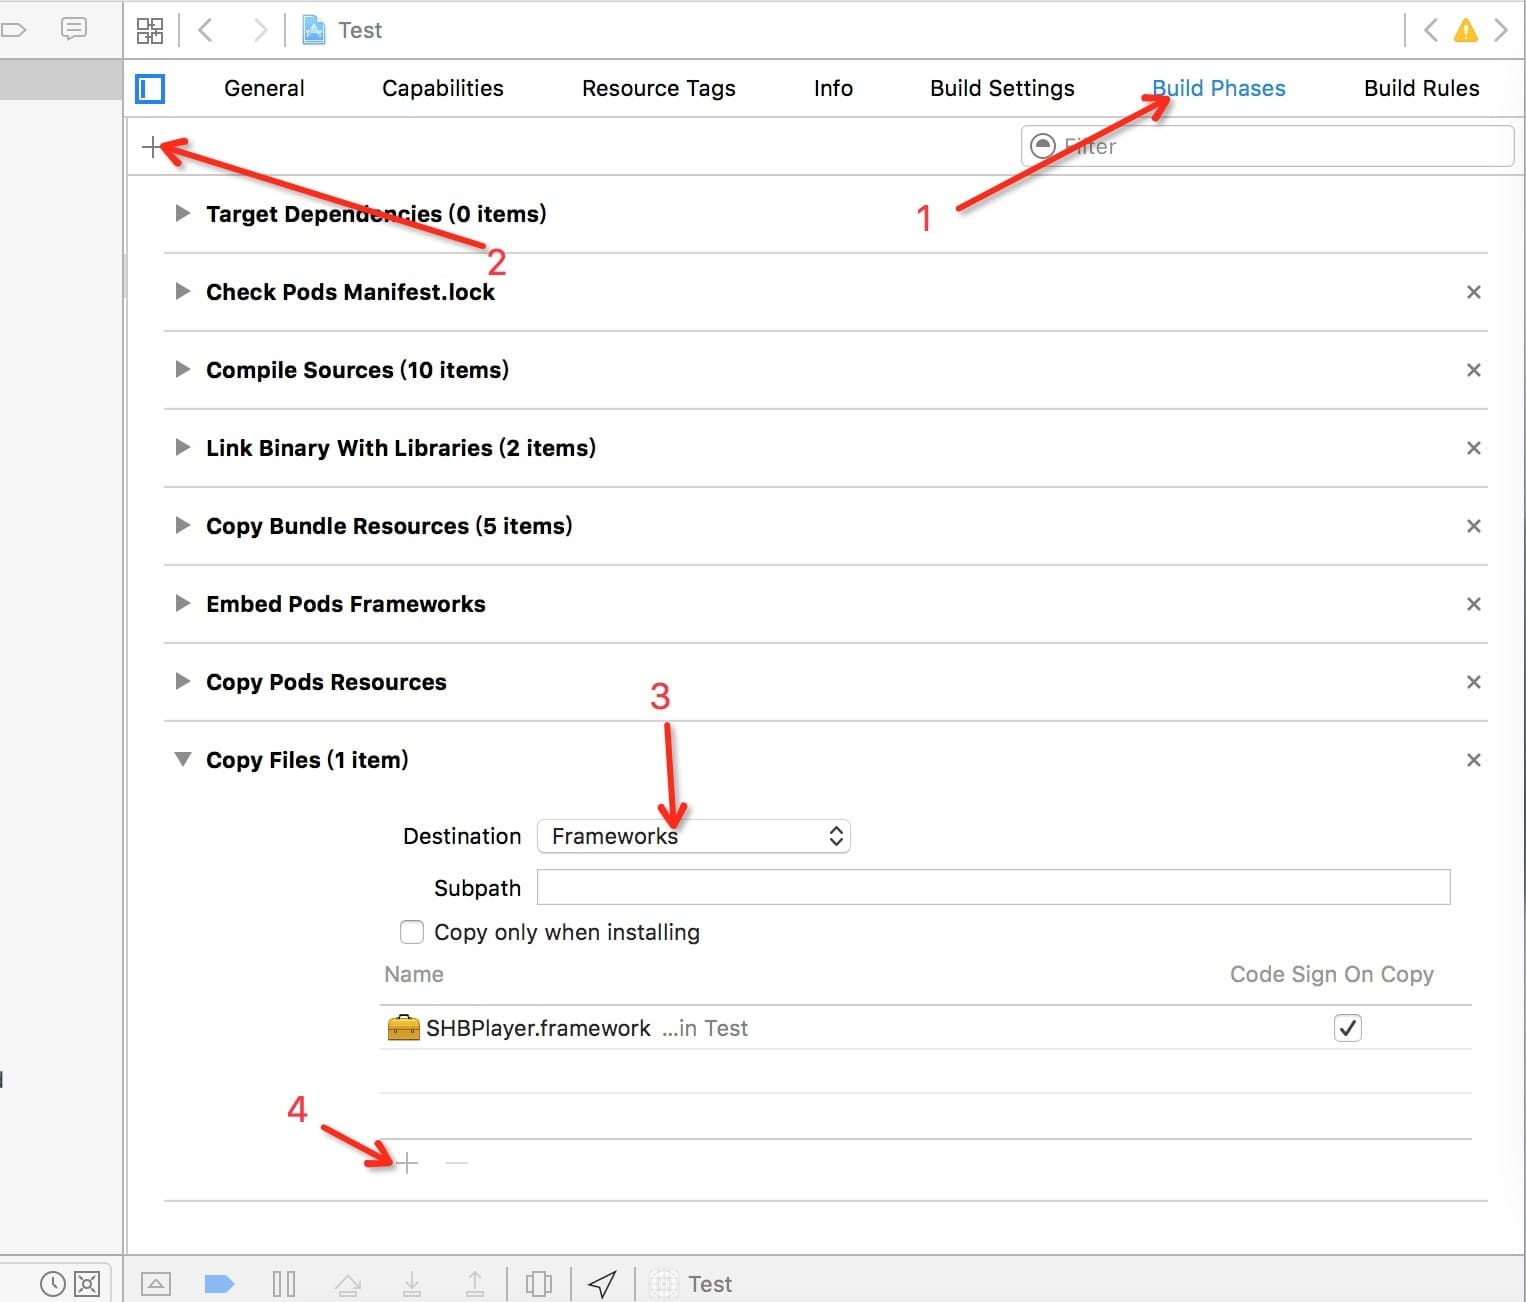 Test
General Capabilities Resource Tags Info Build Settings Build Phases Build Rules
Filter
1
Target Dependencies (0 items)
2
Check Pods Manifest.lock
Compile Sources (10 items)
Link Binary With Libraries (2 items)
Copy Bundle Resources (5 items)
Embed Pods Frameworks
Copy Pods Resources
3
Copy Files (1 item)
Destination Frameworks
Subpath
Copy only when installing
Name Code Sign On Copy
SHBPlayer.framework ...in Test
4
Test